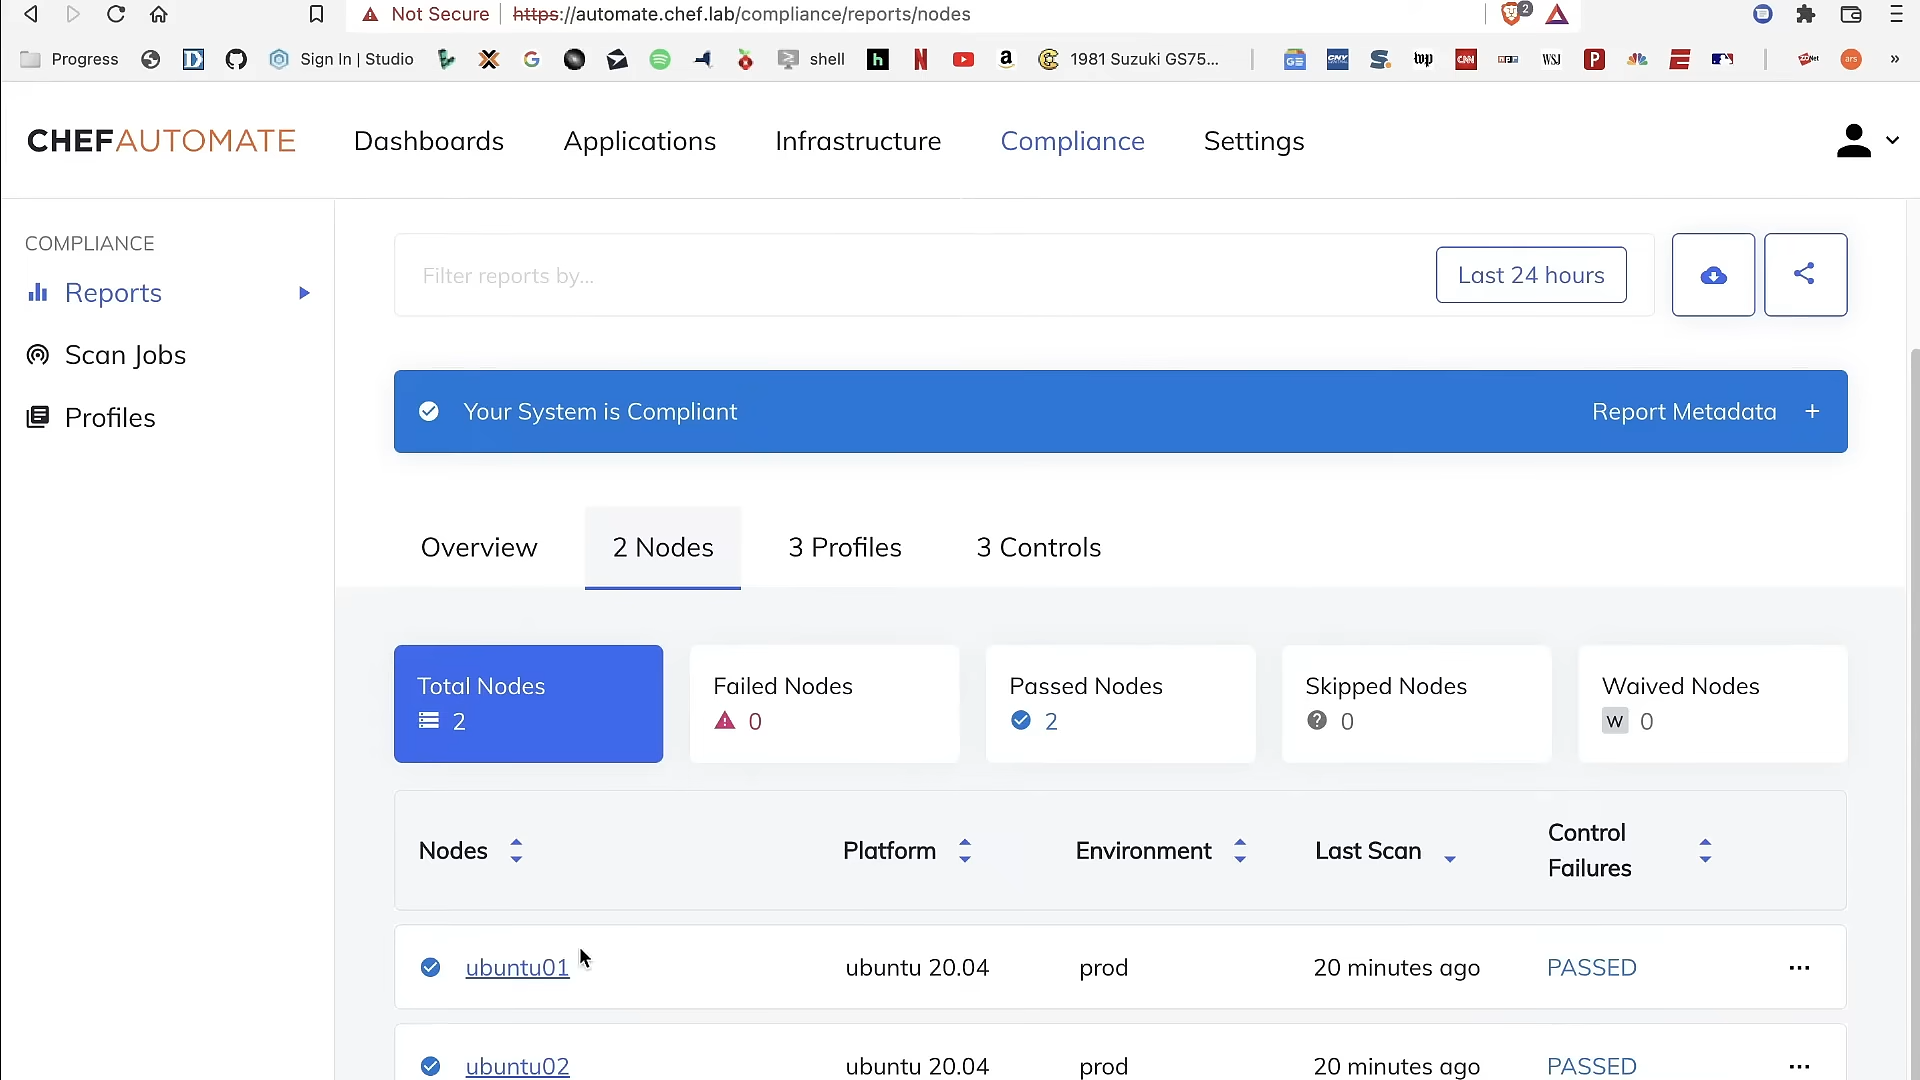 Not Secure | https://automate.chef.lab/compliance/reports/nodes
2
Progress Sign In | Studio shell 1981 Suzuki GS75... »
CHEFAUTOMATE Dashboards Applications Infrastructure Compliance Settings
COMPLIANCE
Reports
Scan Jobs
Profiles
Filter reports by...
Last 24 hours
Your System is Compliant
Report Metadata +
Overview 2 Nodes 3 Profiles 3 Controls
Total Nodes
2
Failed Nodes
0
Passed Nodes
2
Skipped Nodes
0
Waived Nodes
W 0
Nodes Platform Environment Last Scan Control Failures
ubuntu01 ubuntu 20.04 prod 20 minutes ago PASSED ...
ubuntu02 ubuntu 20.04 prod 20 minutes ago PASSED ...